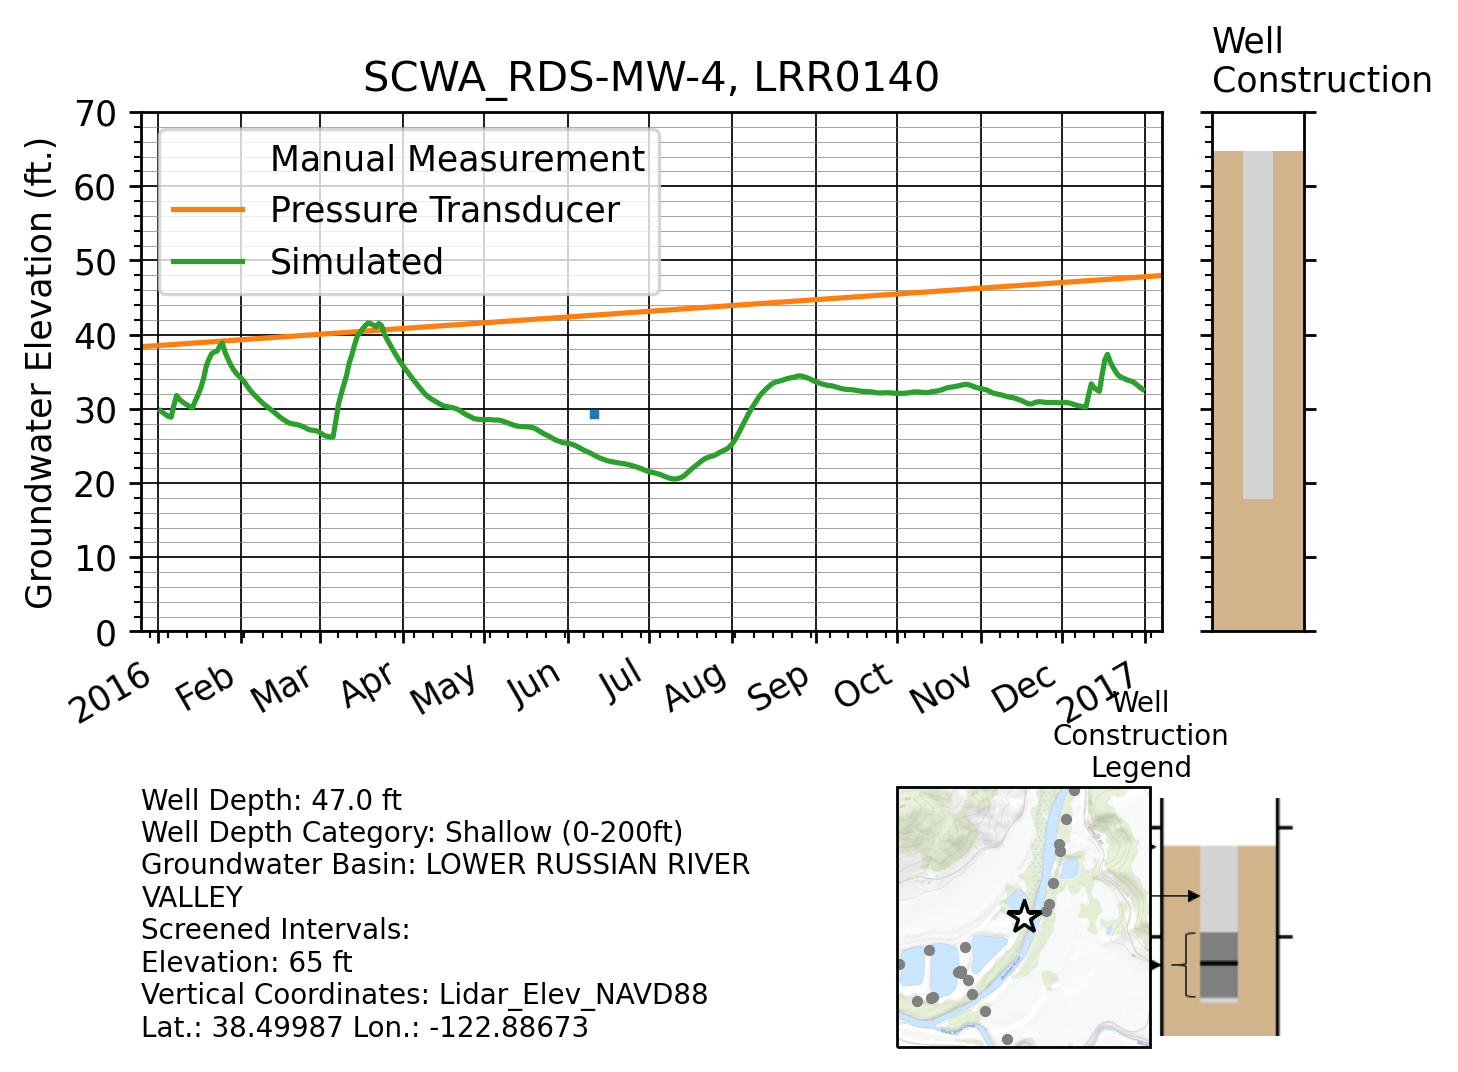 Well
Construction
SCWA_RDS-MW-4, LRR0140
Groundwater Elevation (ft.)
70
60
50
40
30
20
10
0
Manual Measurement
Pressure Transducer
Simulated
2016
Feb
Mar
Apr
May
Jun
Jul
Aug
Sep
Oct
Nov
Dec
2017
Well
Construction
Legend
Well Depth: 47.0 ft
Well Depth Category: Shallow (0-200ft)
Groundwater Basin: LOWER RUSSIAN RIVER
VALLEY
Screened Intervals:
Elevation: 65 ft
Vertical Coordinates: Lidar_Elev_NAVD88
Lat.: 38.49987 Lon.: -122.88673